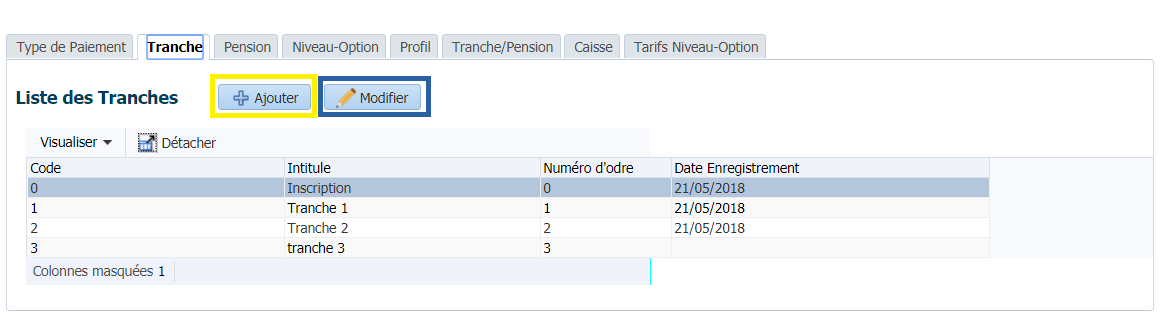 Type de Paiement Tranche Pension Niveau-Option Profil Tranche/Pension Caisse Tarifs Niveau-Option
Liste des Tranches Ajouter Modifier
Visualiser Détacher
Code Intitule Numéro d'odre Date Enregistrement
0 Inscription 0 21/05/2018
1 Tranche 1 1 21/05/2018
2 Tranche 2 2 21/05/2018
3 tranche 3 3
Colonnes masquées 1